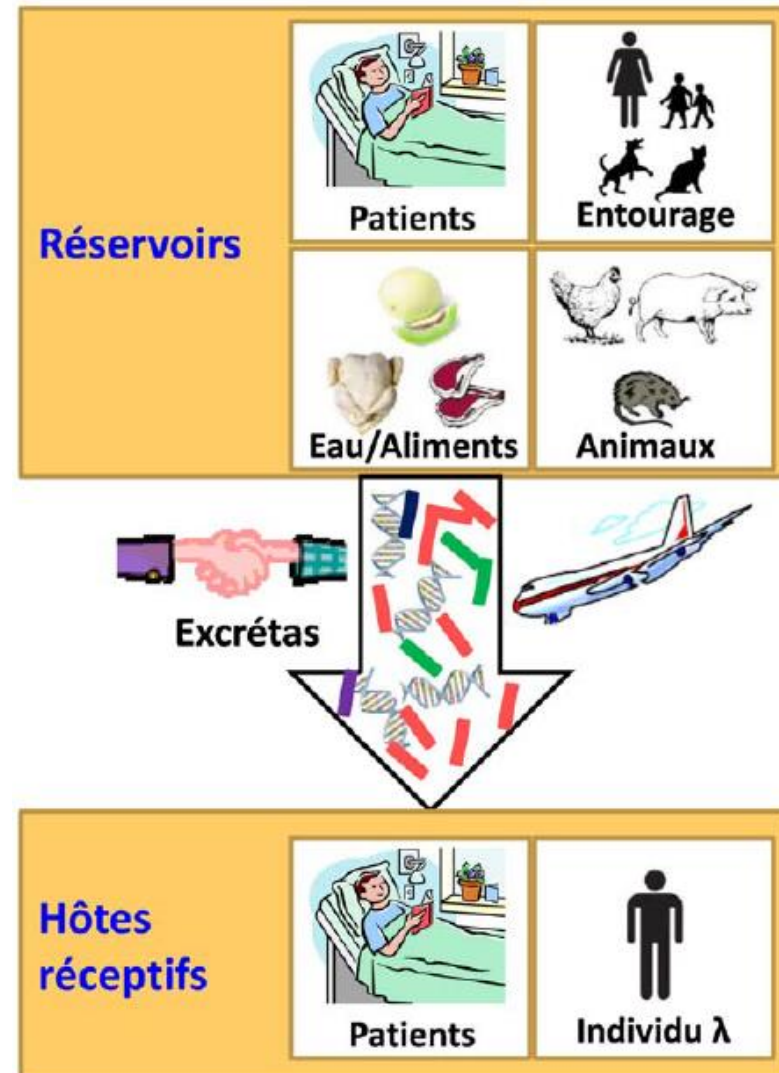 Réservoirs
Patients
Entourage
Eau/Aliments
Animaux
Excrétas
Hôtes
réceptifs
Patients
Individu λ